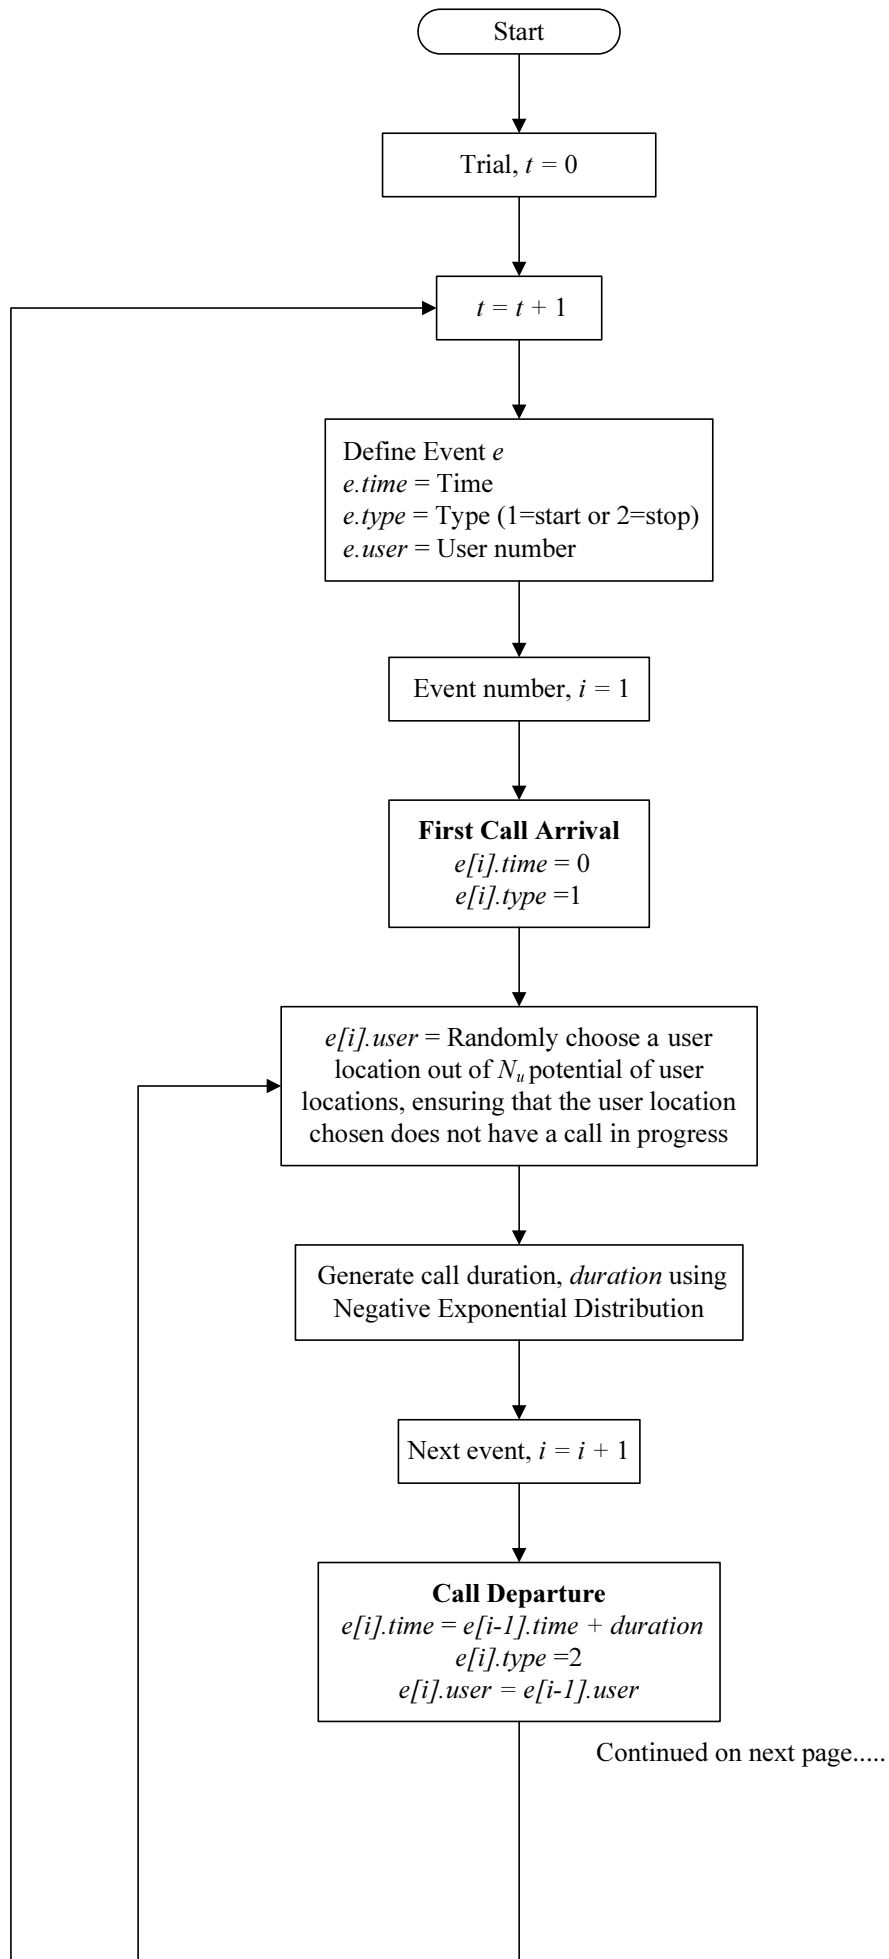 Start
Trial, t = 0
t = t + 1
Define Event e
e.time = Time
e.type = Type (1=start or 2=stop)
e.user = User number
Event number, i = 1
First Call Arrival
e[i].time = 0
e[i].type =1
e[i].user = Randomly choose a user
location out of Nu potential of user
locations, ensuring that the user location
chosen does not have a call in progress
Generate call duration, duration using
Negative Exponential Distribution
Next event, i = i + 1
Call Departure
e[i].time = e[i-1].time + duration
e[i].type =2
e[i].user = e[i-1].user
Continued on next page.....